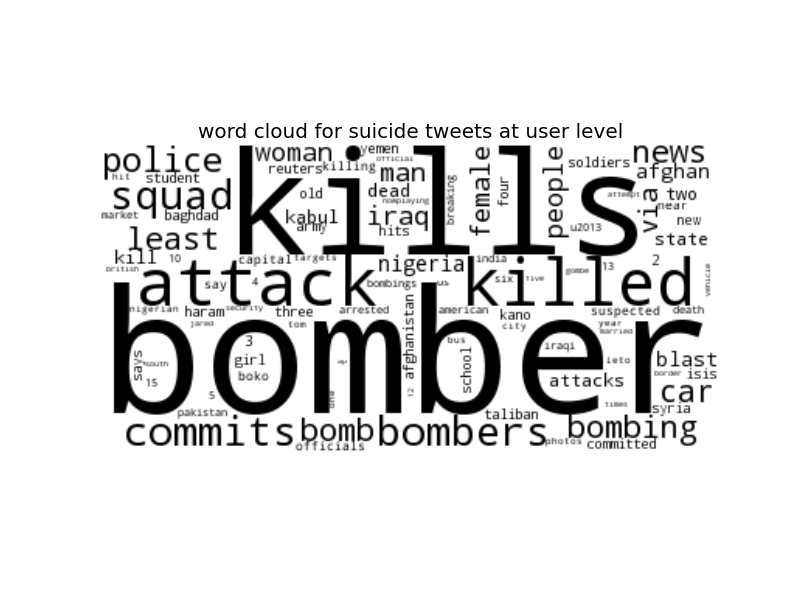 word cloud for suicide tweets at user level
police
woman
yemen
official
news
hit
student
reuters
killing
man
female
four
people
soldiers
afghan
squad
kills
old
dead
nowplaying
breaking
attempt
two
via
near
market
baghdad
kabul
army
iraq
hits
u2013
new
least
state
kill
10
capital
targets
nigeria
india
13
2
british
attack
killed
gombe
say
4
bombings
us
six
five
vehicle
nigerian
haram
security
three
arrested
afghanistan
american
kano
suspected
death
jared
tom
city
year
married
bomber
3
bus
iraqi
says
south
girl
school
ieto
blast
15
boko
attacks
border
isis
5
12
one
car
times
pakistan
taliban
syria
commits
bomb
bombers
bombing
officials
photos
committed